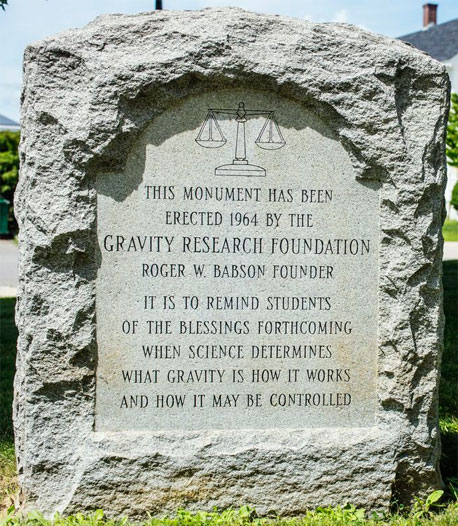 THIS MONUMENT HAS BEEN
ERECTED 1964 BY THE
GRAVITY RESEARCH FOUNDATION
ROGER W. BABSON FOUNDER
IT IS TO REMIND STUDENTS
OF THE BLESSINGS FORTHCOMING
WHEN SCIENCE DETERMINES
WHAT GRAVITY IS HOW IT WORKS
AND HOW IT MAY BE CONTROLLED